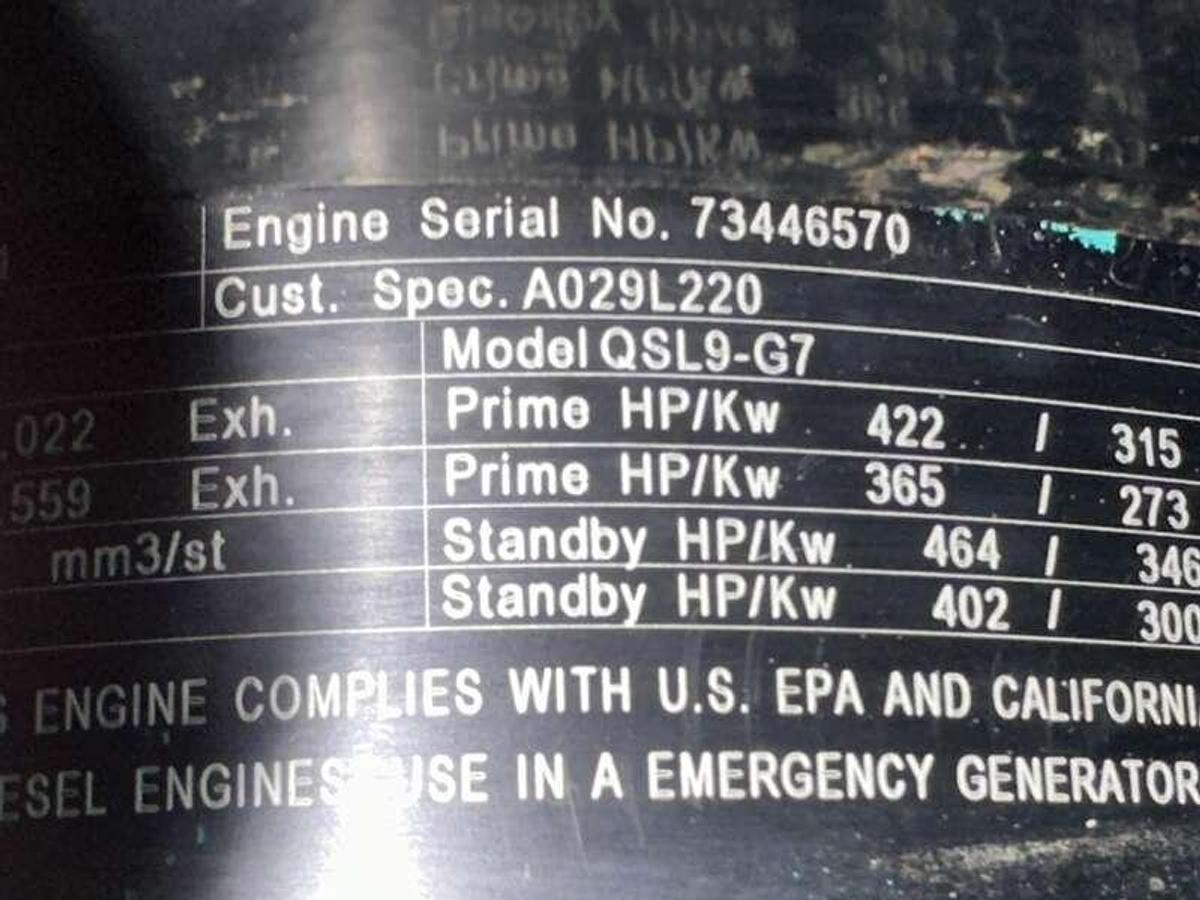 Engine Serial No. 73446570
Cust. Spec. A029L220
Model QSL9-G7
.022 Exh. Prime HP/Kw 422 / 315
.559 Exh. Prime HP/Kw 365 / 273
mm3/st Standby HP/Kw 464 / 346
Standby HP/Kw 402 / 300
ENGINE COMPLIES WITH U.S. EPA AND CALIFORNI
ESEL ENGINES USE IN A EMERGENCY GENERATOR